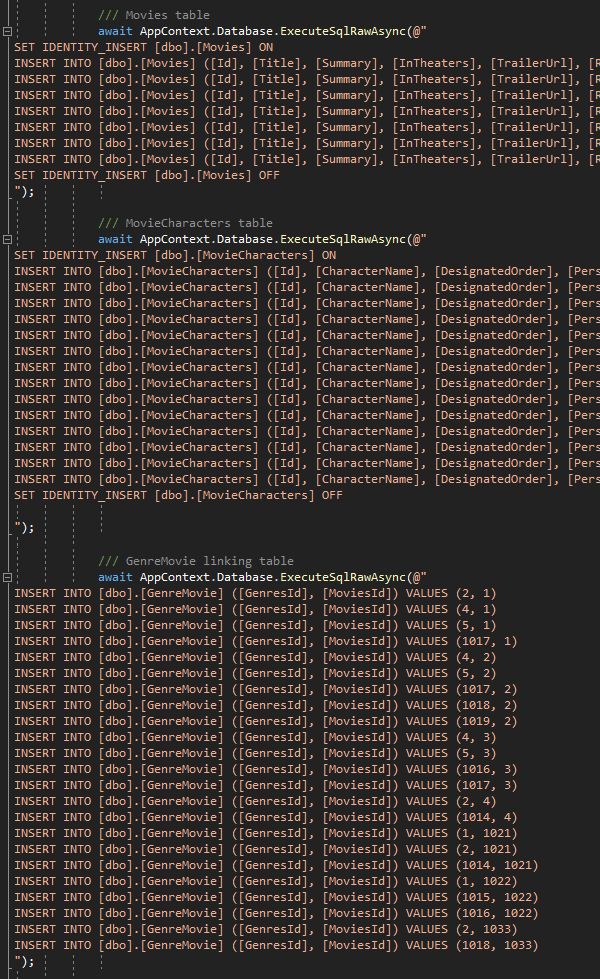 /// Movies table
await AppContext.Database.ExecuteSqlRawAsync(@"
SET IDENTITY_INSERT [dbo].[Movies] ON
INSERT INTO [dbo].[Movies] ([Id], [Title], [Summary], [InTheaters], [TrailerUrl], [R
INSERT INTO [dbo].[Movies] ([Id], [Title], [Summary], [InTheaters], [TrailerUrl], [R
INSERT INTO [dbo].[Movies] ([Id], [Title], [Summary], [InTheaters], [TrailerUrl], [R
INSERT INTO [dbo].[Movies] ([Id], [Title], [Summary], [InTheaters], [TrailerUrl], [R
INSERT INTO [dbo].[Movies] ([Id], [Title], [Summary], [InTheaters], [TrailerUrl], [R
INSERT INTO [dbo].[Movies] ([Id], [Title], [Summary], [InTheaters], [TrailerUrl], [R
INSERT INTO [dbo].[Movies] ([Id], [Title], [Summary], [InTheaters], [TrailerUrl], [R
SET IDENTITY_INSERT [dbo].[Movies] OFF
");
/// MovieCharacters table
await AppContext.Database.ExecuteSqlRawAsync(@"
SET IDENTITY_INSERT [dbo].[MovieCharacters] ON
INSERT INTO [dbo].[MovieCharacters] ([Id], [CharacterName], [DesignatedOrder], [Pers
INSERT INTO [dbo].[MovieCharacters] ([Id], [CharacterName], [DesignatedOrder], [Pers
INSERT INTO [dbo].[MovieCharacters] ([Id], [CharacterName], [DesignatedOrder], [Pers
INSERT INTO [dbo].[MovieCharacters] ([Id], [CharacterName], [DesignatedOrder], [Pers
INSERT INTO [dbo].[MovieCharacters] ([Id], [CharacterName], [DesignatedOrder], [Pers
INSERT INTO [dbo].[MovieCharacters] ([Id], [CharacterName], [DesignatedOrder], [Pers
INSERT INTO [dbo].[MovieCharacters] ([Id], [CharacterName], [DesignatedOrder], [Pers
INSERT INTO [dbo].[MovieCharacters] ([Id], [CharacterName], [DesignatedOrder], [Pers
INSERT INTO [dbo].[MovieCharacters] ([Id], [CharacterName], [DesignatedOrder], [Pers
INSERT INTO [dbo].[MovieCharacters] ([Id], [CharacterName], [DesignatedOrder], [Pers
INSERT INTO [dbo].[MovieCharacters] ([Id], [CharacterName], [DesignatedOrder], [Pers
INSERT INTO [dbo].[MovieCharacters] ([Id], [CharacterName], [DesignatedOrder], [Pers
INSERT INTO [dbo].[MovieCharacters] ([Id], [CharacterName], [DesignatedOrder], [Pers
INSERT INTO [dbo].[MovieCharacters] ([Id], [CharacterName], [DesignatedOrder], [Pers
SET IDENTITY_INSERT [dbo].[MovieCharacters] OFF
");
/// GenreMovie linking table
await AppContext.Database.ExecuteSqlRawAsync(@"
INSERT INTO [dbo].[GenreMovie] ([GenresId], [MoviesId]) VALUES (2, 1)
INSERT INTO [dbo].[GenreMovie] ([GenresId], [MoviesId]) VALUES (4, 1)
INSERT INTO [dbo].[GenreMovie] ([GenresId], [MoviesId]) VALUES (5, 1)
INSERT INTO [dbo].[GenreMovie] ([GenresId], [MoviesId]) VALUES (1017, 1)
INSERT INTO [dbo].[GenreMovie] ([GenresId], [MoviesId]) VALUES (4, 2)
INSERT INTO [dbo].[GenreMovie] ([GenresId], [MoviesId]) VALUES (5, 2)
INSERT INTO [dbo].[GenreMovie] ([GenresId], [MoviesId]) VALUES (1017, 2)
INSERT INTO [dbo].[GenreMovie] ([GenresId], [MoviesId]) VALUES (1018, 2)
INSERT INTO [dbo].[GenreMovie] ([GenresId], [MoviesId]) VALUES (1019, 2)
INSERT INTO [dbo].[GenreMovie] ([GenresId], [MoviesId]) VALUES (4, 3)
INSERT INTO [dbo].[GenreMovie] ([GenresId], [MoviesId]) VALUES (5, 3)
INSERT INTO [dbo].[GenreMovie] ([GenresId], [MoviesId]) VALUES (1016, 3)
INSERT INTO [dbo].[GenreMovie] ([GenresId], [MoviesId]) VALUES (1017, 3)
INSERT INTO [dbo].[GenreMovie] ([GenresId], [MoviesId]) VALUES (2, 4)
INSERT INTO [dbo].[GenreMovie] ([GenresId], [MoviesId]) VALUES (1014, 4)
INSERT INTO [dbo].[GenreMovie] ([GenresId], [MoviesId]) VALUES (1, 1021)
INSERT INTO [dbo].[GenreMovie] ([GenresId], [MoviesId]) VALUES (2, 1021)
INSERT INTO [dbo].[GenreMovie] ([GenresId], [MoviesId]) VALUES (1014, 1021)
INSERT INTO [dbo].[GenreMovie] ([GenresId], [MoviesId]) VALUES (1, 1022)
INSERT INTO [dbo].[GenreMovie] ([GenresId], [MoviesId]) VALUES (1015, 1022)
INSERT INTO [dbo].[GenreMovie] ([GenresId], [MoviesId]) VALUES (1016, 1022)
INSERT INTO [dbo].[GenreMovie] ([GenresId], [MoviesId]) VALUES (2, 1033)
INSERT INTO [dbo].[GenreMovie] ([GenresId], [MoviesId]) VALUES (1018, 1033)
");